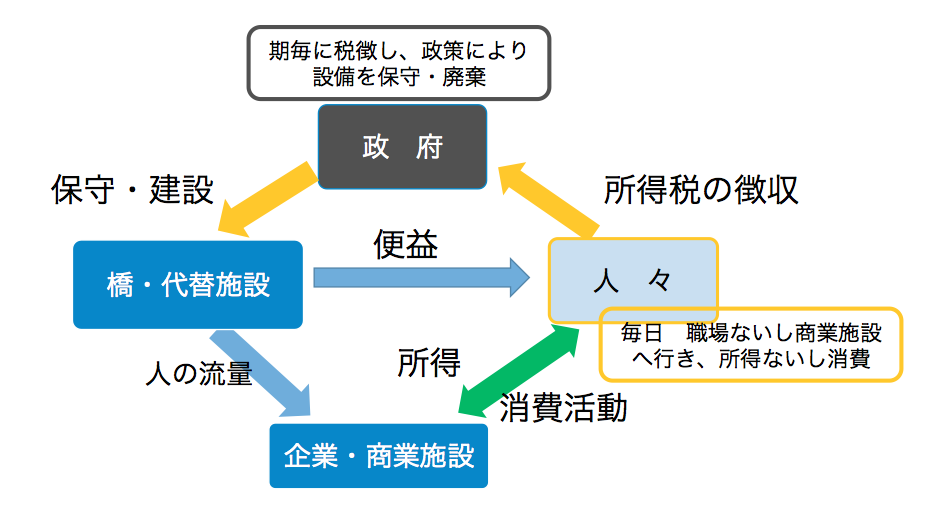 期毎に税徴し、政策により
設備を保守・廃棄
政　府
保守・建設
所得税の徴収
便益
橋・代替施設
人　々
毎日　職場ないし商業施設
へ行き、所得ないし消費
人の流量
所得
消費活動
企業・商業施設